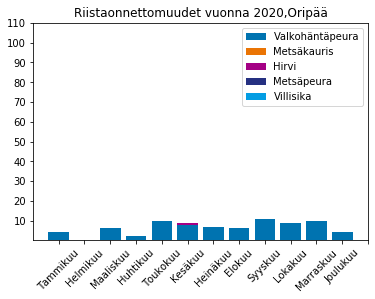 Riistaonnettomuudet vuonna 2020,Oripää
110
100
90
80
70
60
50
40
30
20
10
Valkohäntäpeura
Metsäkauris
Hirvi
Metsäpeura
Villisika
Tammikuu
Helmikuu
Maaliskuu
Huhtikuu
Toukokuu
Kesäkuu
Heinäkuu
Elokuu
Syyskuu
Lokakuu
Marraskuu
Joulukuu